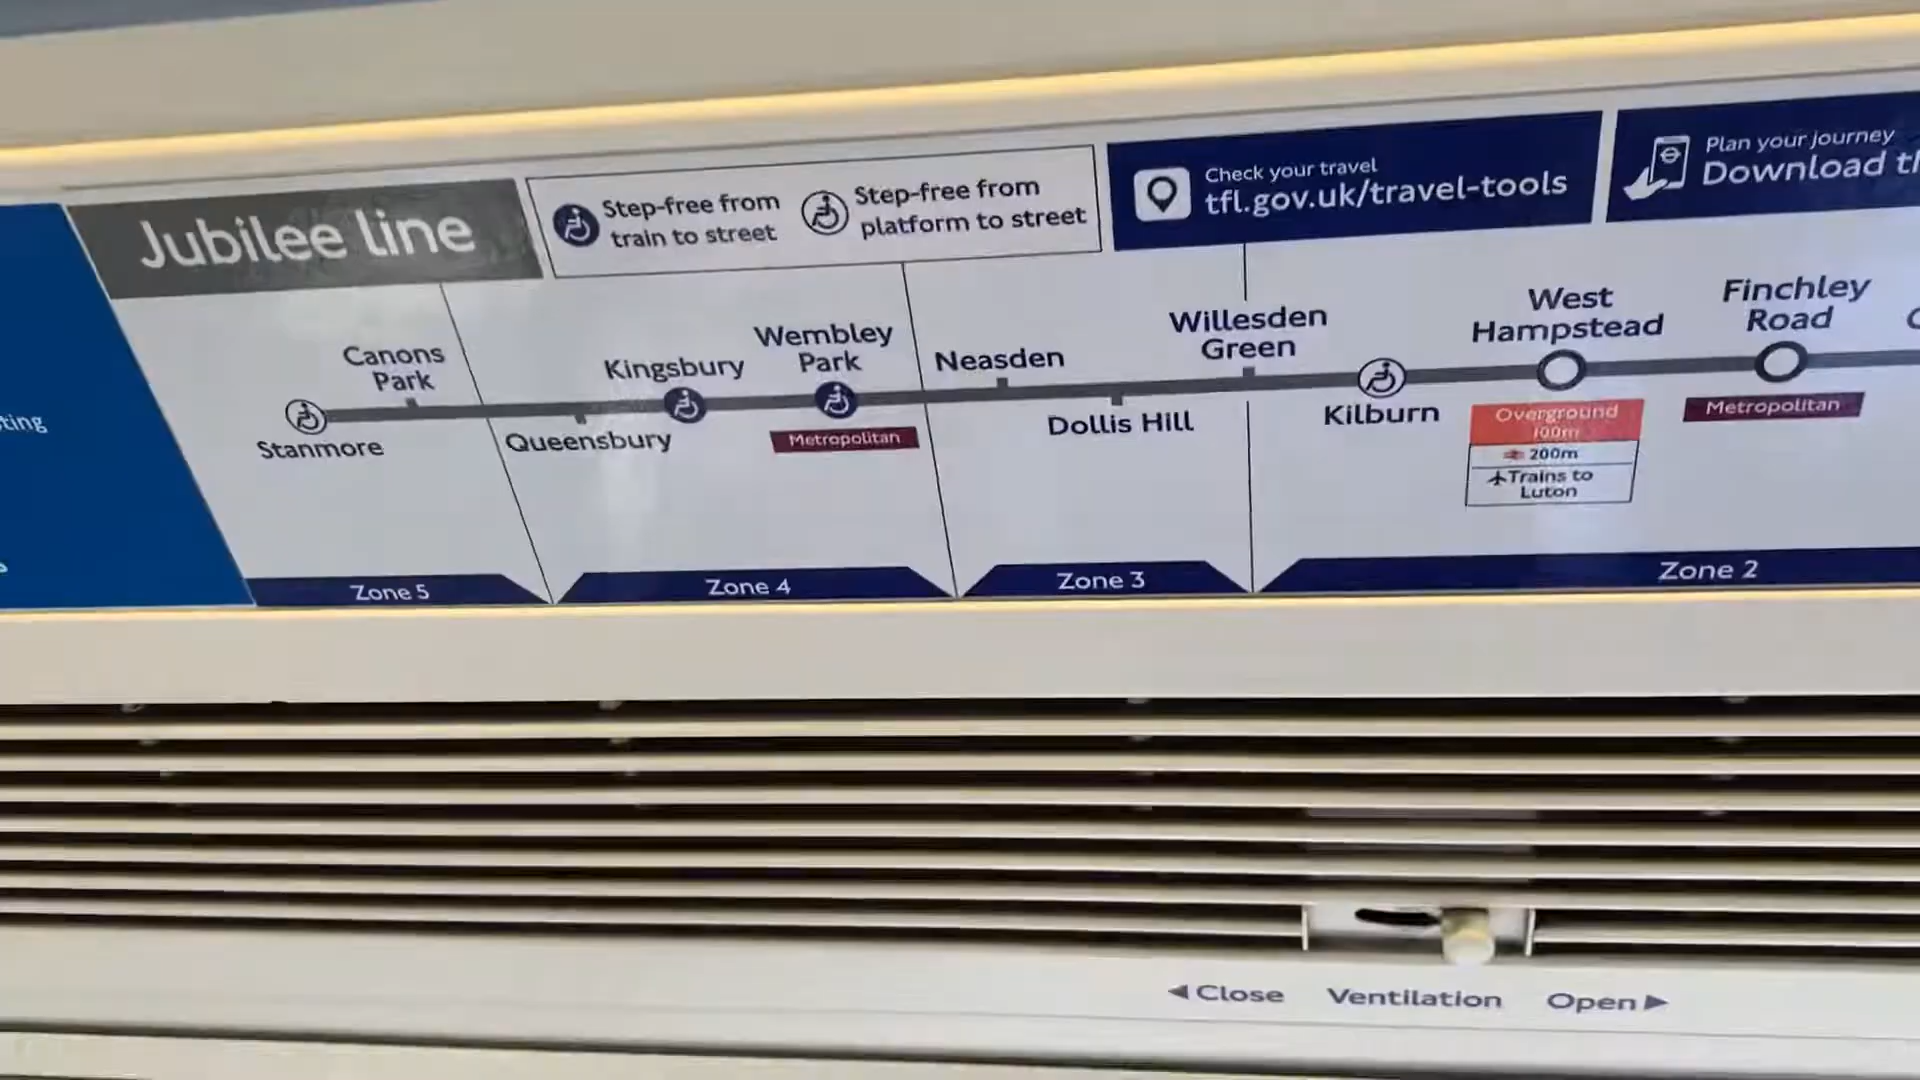 Jubilee line
Step-free from
train to street
Step-free from
platform to street
Check your travel
tfl.gov.uk/travel-tools
Plan your journey
Download
Stanmore
Canons
Park
Queensbury
Kingsbury
Wembley
Park
Metropolitan
Neasden
Dollis Hill
Willesden
Green
Kilburn
West
Hampstead
Overground
100m
200m
Trains to
Luton
Finchley
Road
Metropolitan
Zone 5
Zone 4
Zone 3
Zone 2
Close
Ventilation
Open